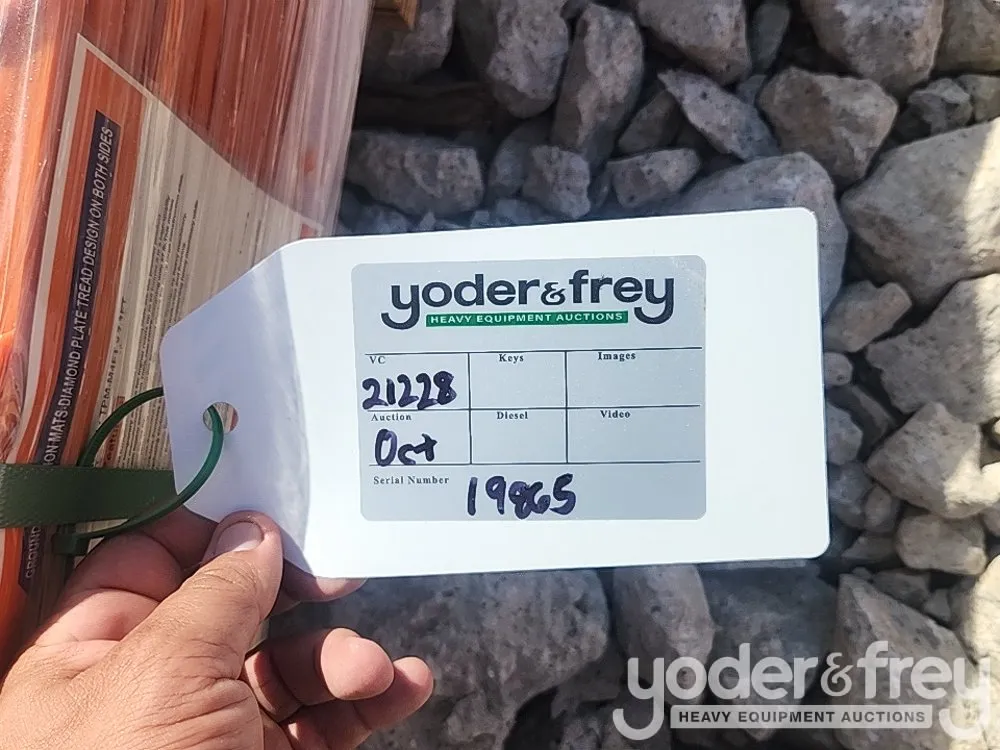 GROUND
ON MATS-DIAMOND PLATE TREAD DESIGN ON BOTH SIDES
yoder&frey
HEAVY EQUIPMENT AUCTIONS
VC Keys Images
21228
Auction Diesel Video
Oct
Serial Number 19865
yoder&frey
HEAVY EQUIPMENT AUCTIONS